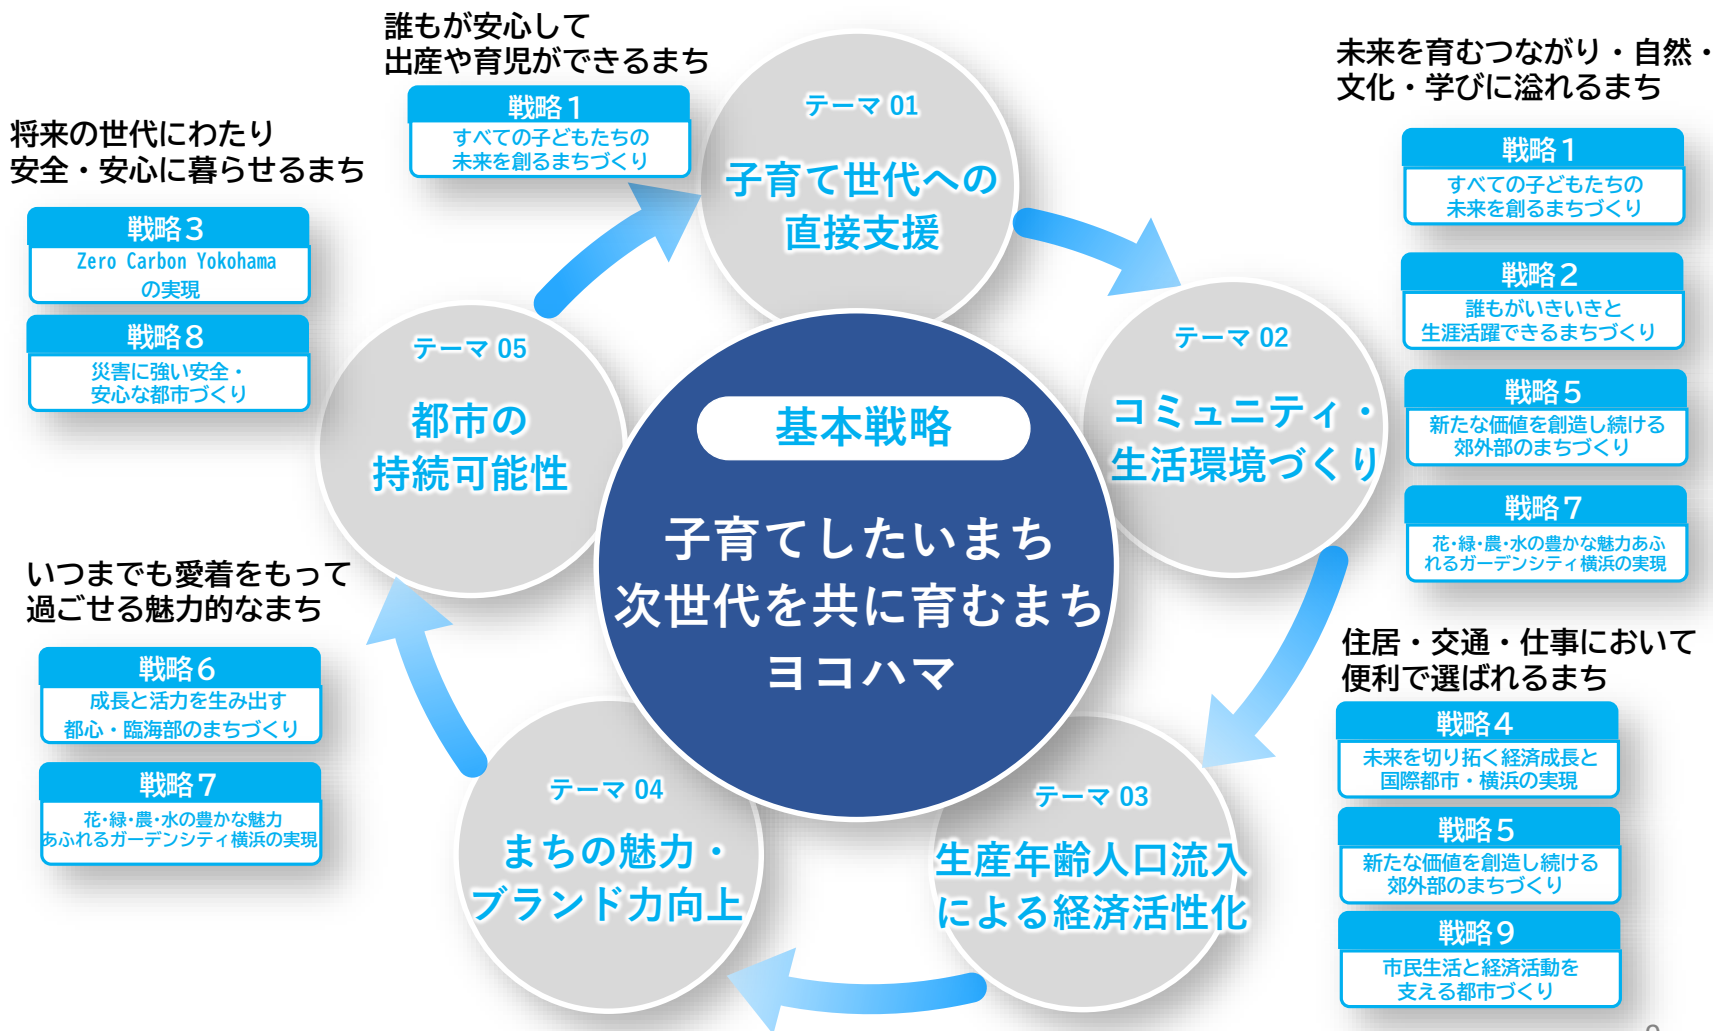 誰もが安心して
出産や育児ができるまち
戦略１
すべての子どもたちの
未来を創るまちづくり
テーマ 01
子育て世代への
直接支援
未来を育むつながり・自然・
文化・学びに溢れるまち
戦略１
すべての子どもたちの
未来を創るまちづくり
戦略２
誰もがいきいきと
生涯活躍できるまちづくり
戦略５
新たな価値を創造し続ける
郊外部のまちづくり
戦略７
花・緑・農・水の豊かな魅力あふ
れるガーデンシティ横浜の実現
テーマ 02
コミュニティ・
生活環境づくり
将来の世代にわたり
安全・安心に暮らせるまち
戦略３
Zero Carbon Yokohama
の実現
戦略８
災害に強い安全・
安心な都市づくり
テーマ 05
都市の
持続可能性
基本戦略
子育てしたいまち
次世代を共に育むまち
ヨコハマ
いつまでも愛着をもって
過ごせる魅力的なまち
戦略６
成長と活力を生み出す
都心・臨海部のまちづくり
戦略７
花・緑・農・水の豊かな魅力
あふれるガーデンシティ横浜の実現
テーマ 04
まちの魅力・
ブランド力向上
テーマ 03
生産年齢人口流入
による経済活性化
住居・交通・仕事において
便利で選ばれるまち
戦略４
未来を切り拓く経済成長と
国際都市・横浜の実現
戦略５
新たな価値を創造し続ける
郊外部のまちづくり
戦略９
市民生活と経済活動を
支える都市づくり